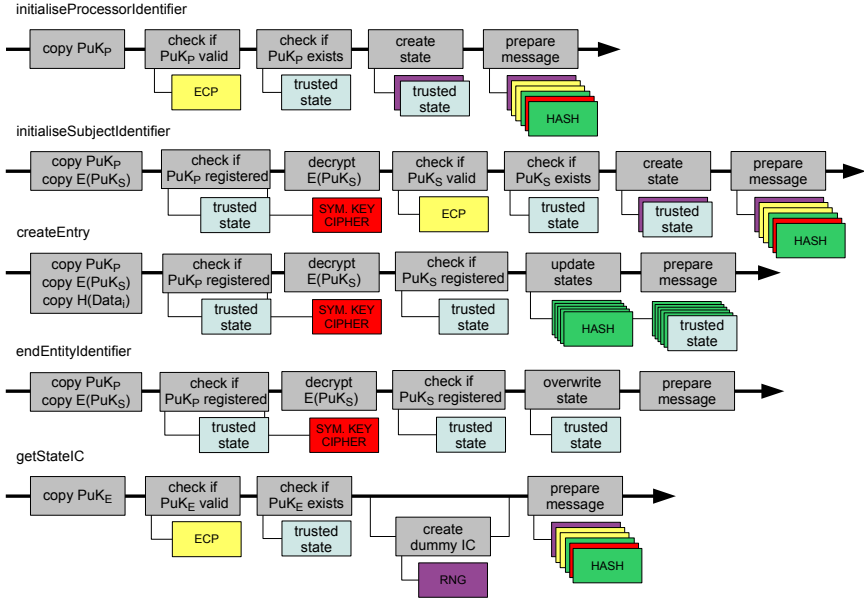 initialiseProcessorIdentifier
copy PuKP
check if
PuKP valid
check if
PuKP exists
create
state
prepare
message
ECP
trusted
state
trusted
state
HASH
initialiseSubjectIdentifier
copy PuKP
copy E(PuKS)
check if
PuKP registered
decrypt
E(PuKS)
check if
PuKS valid
check if
PuKS exists
create
state
prepare
message
trusted
state
SYM. KEY
CIPHER
ECP
trusted
state
trusted
state
HASH
createEntry
copy PuKP
copy E(PuKS)
copy H(Datai)
check if
PuKP registered
decrypt
E(PuKS)
check if
PuKS registered
update
states
prepare
message
trusted
state
SYM. KEY
CIPHER
trusted
state
HASH
trusted
state
endEntityIdentifier
copy PuKP
copy E(PuKS)
check if
PuKP registered
decrypt
E(PuKS)
check if
PuKS registered
overwrite
state
prepare
message
trusted
state
SYM. KEY
CIPHER
trusted
state
trusted
state
getStateIC
copy PuKE
check if
PuKE valid
check if
PuKE exists
prepare
message
ECP
trusted
state
create
dummy IC
RNG
HASH